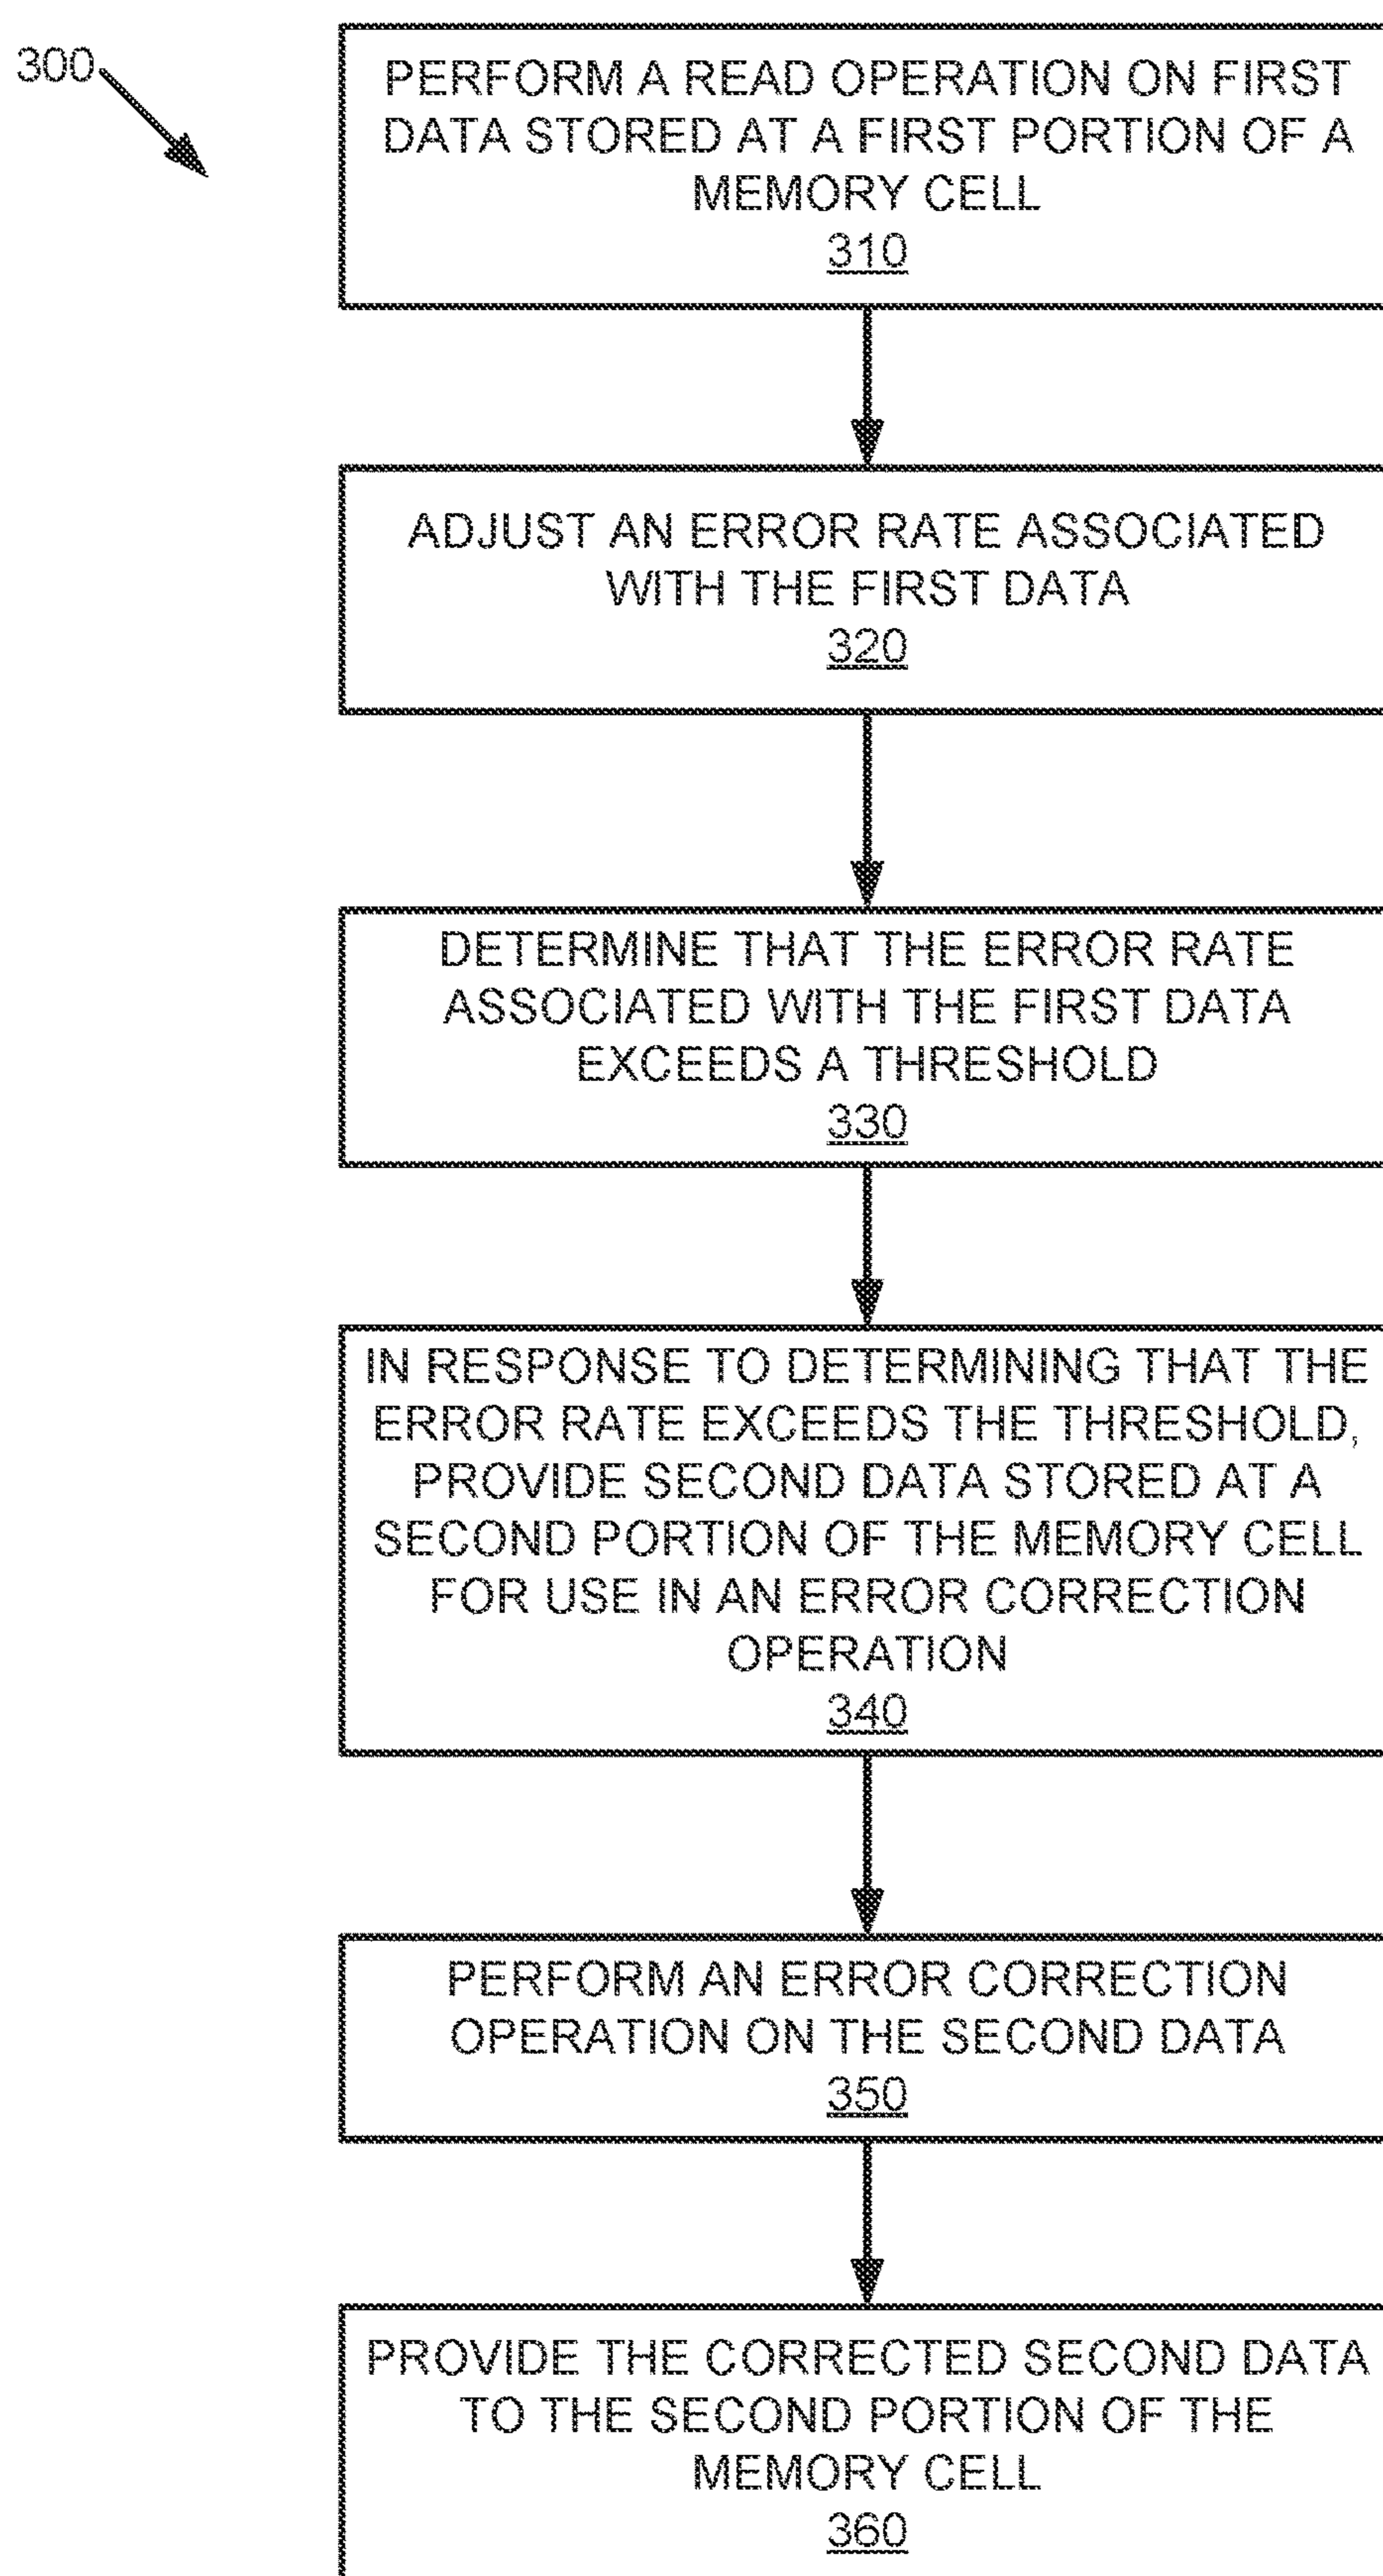 300
PERFORM A READ OPERATION ON FIRST
DATA STORED AT A FIRST PORTION OF A
MEMORY CELL
310
ADJUST AN ERROR RATE ASSOCIATED
WITH THE FIRST DATA
320
DETERMINE THAT THE ERROR RATE
ASSOCIATED WITH THE FIRST DATA
EXCEEDS A THRESHOLD
330
IN RESPONSE TO DETERMINING THAT THE
ERROR RATE EXCEEDS THE THRESHOLD,
PROVIDE SECOND DATA STORED AT A
SECOND PORTION OF THE MEMORY CELL
FOR USE IN AN ERROR CORRECTION
OPERATION
340
PERFORM AN ERROR CORRECTION
OPERATION ON THE SECOND DATA
350
PROVIDE THE CORRECTED SECOND DATA
TO THE SECOND PORTION OF THE
MEMORY CELL
360